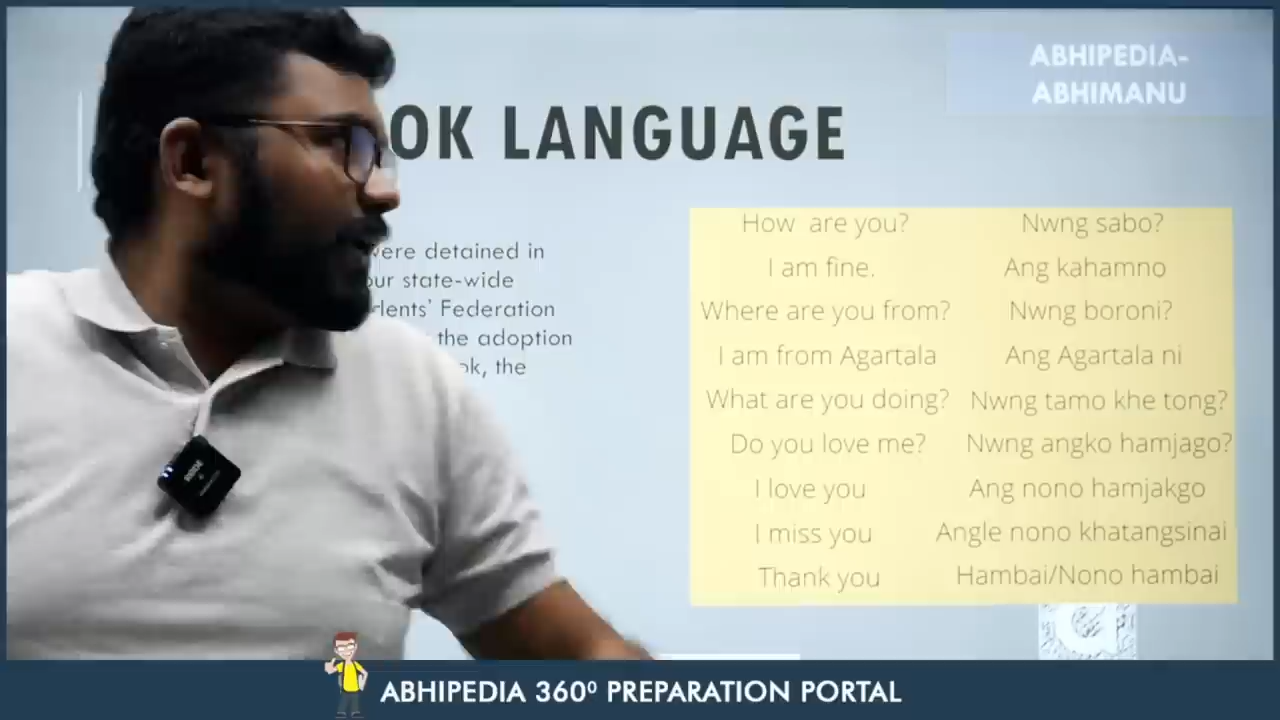 ABHIPEDIA-
ABHIMANU
OK LANGUAGE
were detained in
our state-wide
dents' Federation
the adoption
ok, the
How are you? Nwng sabo?
I am fine. Ang kahamno
Where are you from? Nwng boroni?
I am from Agartala Ang Agartala ni
What are you doing? Nwng tamo khe tong?
Do you love me? Nwng angko hamjago?
I love you Ang nono hamjakgo
I miss you Angle nono khatangsinai
Thank you Hambai/Nono hambai
ABHIPEDIA 360⁰ PREPARATION PORTAL